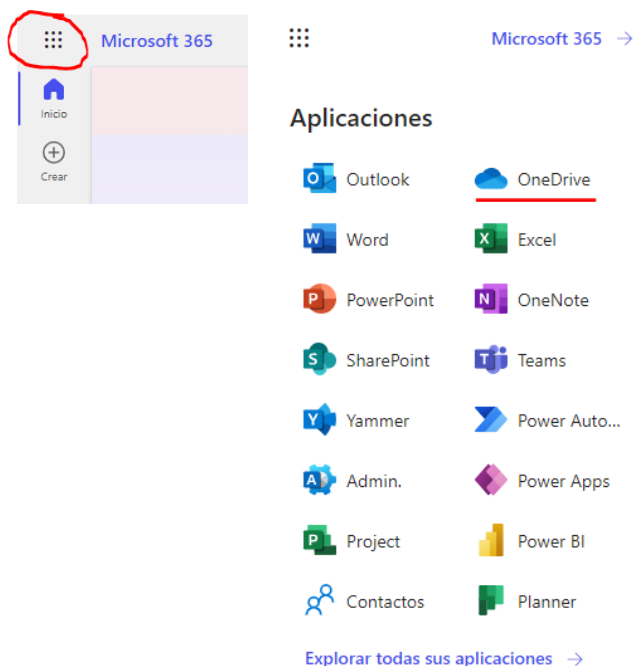 Microsoft 365
Inicio
Crear
Microsoft 365
Aplicaciones
Outlook
OneDrive
Word
Excel
PowerPoint
OneNote
SharePoint
Teams
Yammer
Power Auto...
Admin.
Power Apps
Project
Power BI
Contactos
Planner
Explorar todas sus aplicaciones